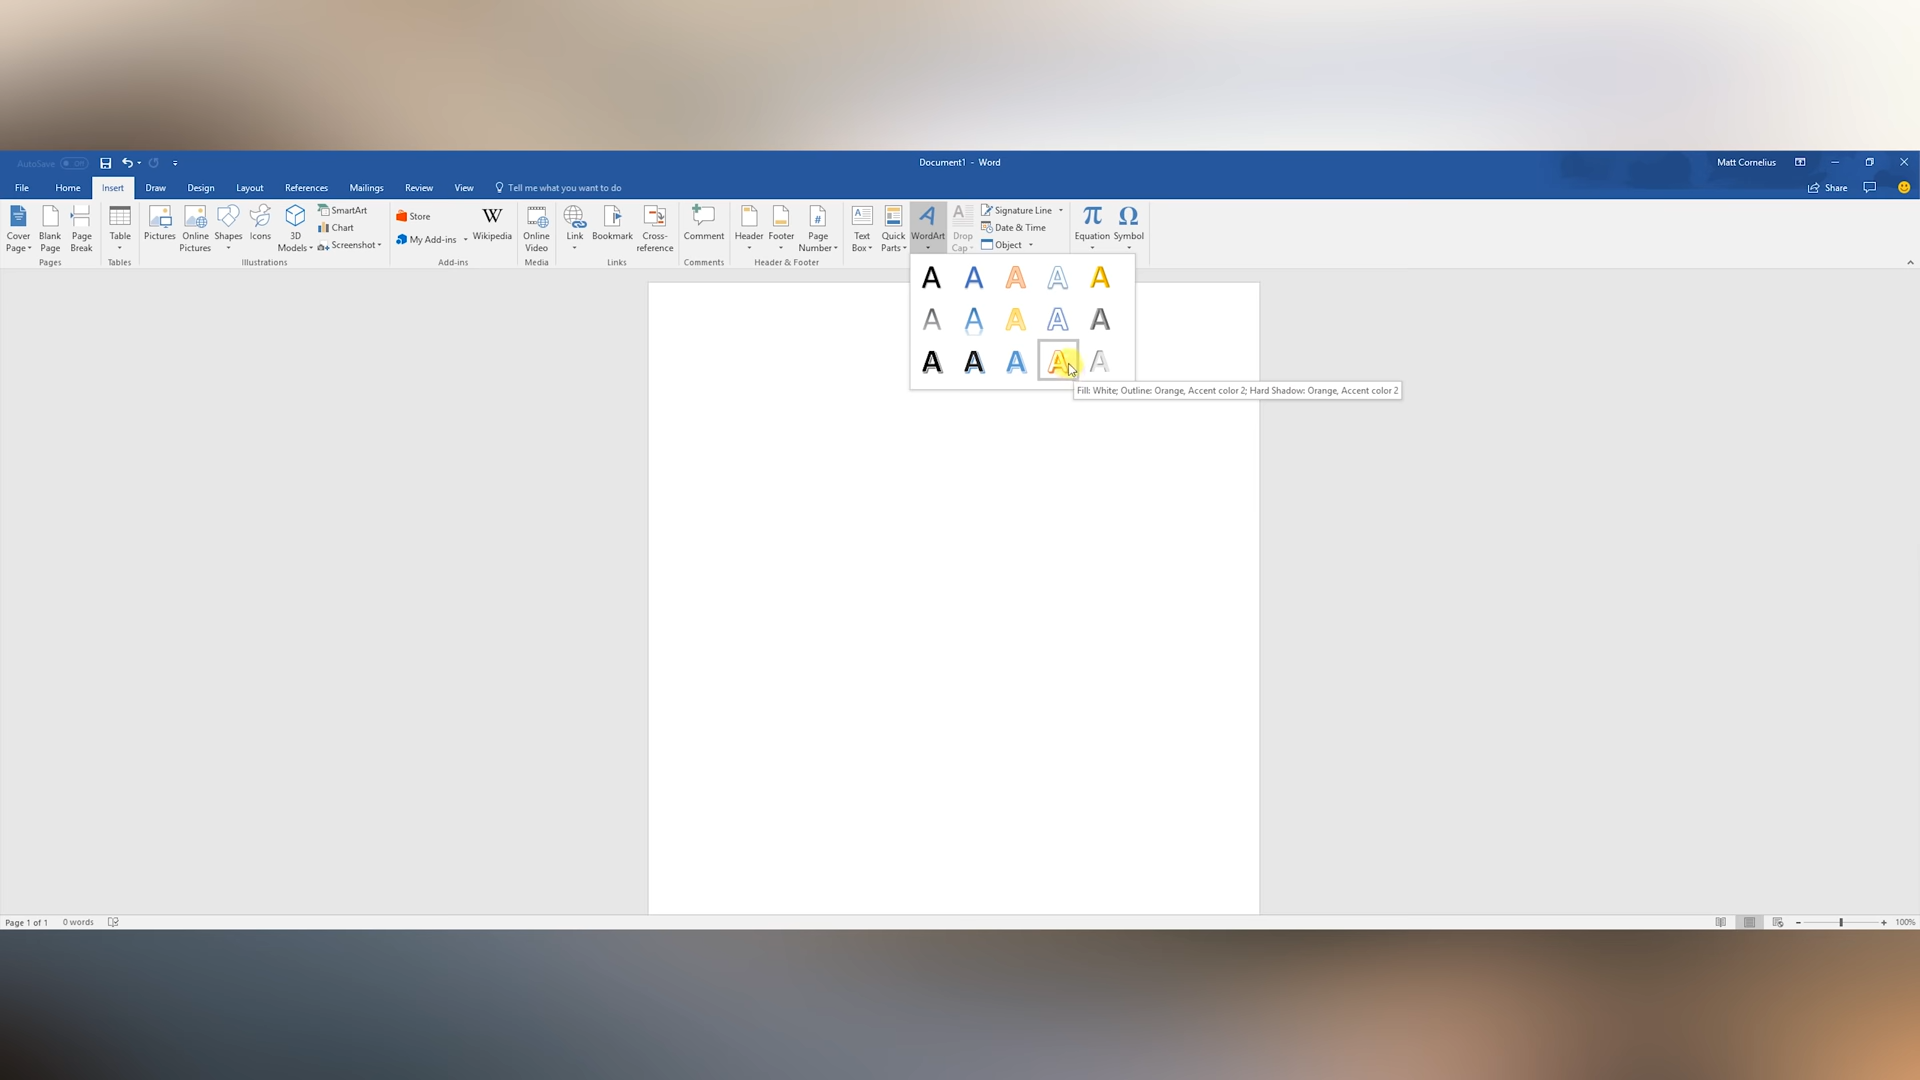 AutoSave Off
Document1 - Word
Matt Cornelius
File Home Insert Draw Design Layout References Mailings Review View Tell me what you want to do
Share
Cover Page
Blank Page
Page Break
Pages
Table
Tables
Pictures
Online Pictures
Shapes
Icons
3D Models
SmartArt
Chart
Screenshot
Illustrations
Store
My Add-ins
W
Wikipedia
Add-ins
Online Video
Media
Link
Bookmark
Cross-reference
Links
Comment
Comments
Header
Footer
Page Number
Header & Footer
Text Box
Quick Parts
WordArt
Drop Cap
Signature Line
Date & Time
Object
π
Equation
Ω
Symbol
A A A A A
A A A A A
A A A A A
Fill: White; Outline: Orange, Accent color 2; Hard Shadow: Orange, Accent color 2
Page 1 of 1 0 words
100%